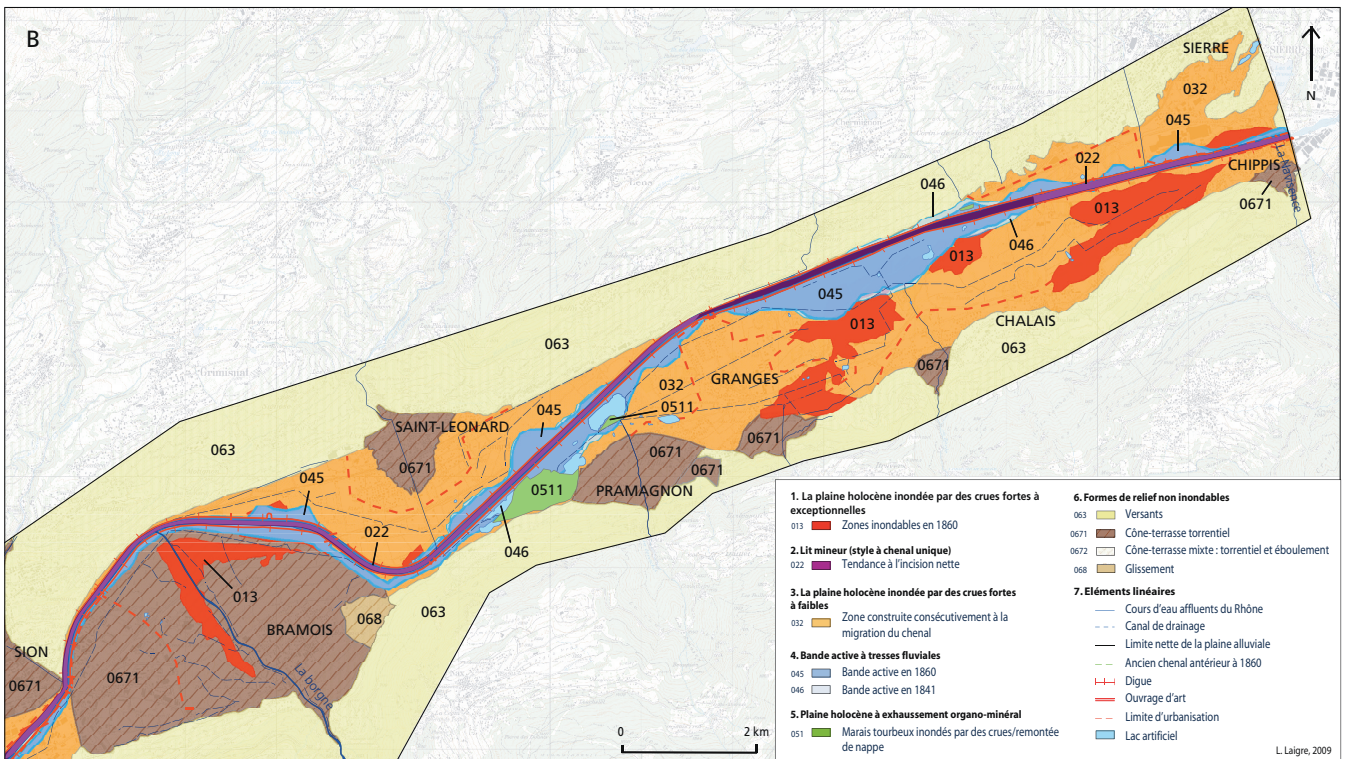 B
SIERRE
N
032
045
022
CHIPPIS
La Navisence
046
0671
013
046
013
045
CHALAIS
013
063
063
0671
032
GRANGES
0511
045
SAINT-LEONARD
0671
0671
063
0671
0671
045
0511
PRAMAGNON
022
046
013
068
063
BRAMOIS
SION
0671
0671
La borgne
0
2 km
1. La plaine holocène inondée par des crues fortes à
exceptionnelles
013 Zones inondables en 1860
2. Lit mineur (style à chenal unique)
022 Tendance à l'incision nette
3. La plaine holocène inondée par des crues fortes
à faibles
032 Zone construite consécutivement à la
migration du chenal
4. Bande active à tresses fluviales
045 Bande active en 1860
046 Bande active en 1841
5. Plaine holocène à exhaussement organo-minéral
051 Marais tourbeux inondés par des crues/remontée
de nappe
6. Formes de relief non inondables
063 Versants
0671 Cône-terrasse torrentiel
0672 Cône-terrasse mixte : torrentiel et éboulement
068 Glissement
7. Eléments linéaires
Cours d'eau affluents du Rhône
Canal de drainage
Limite nette de la plaine alluviale
Ancien chenal antérieur à 1860
Digue
Ouvrage d'art
Limite d'urbanisation
Lac artificiel
L. Laigre, 2009